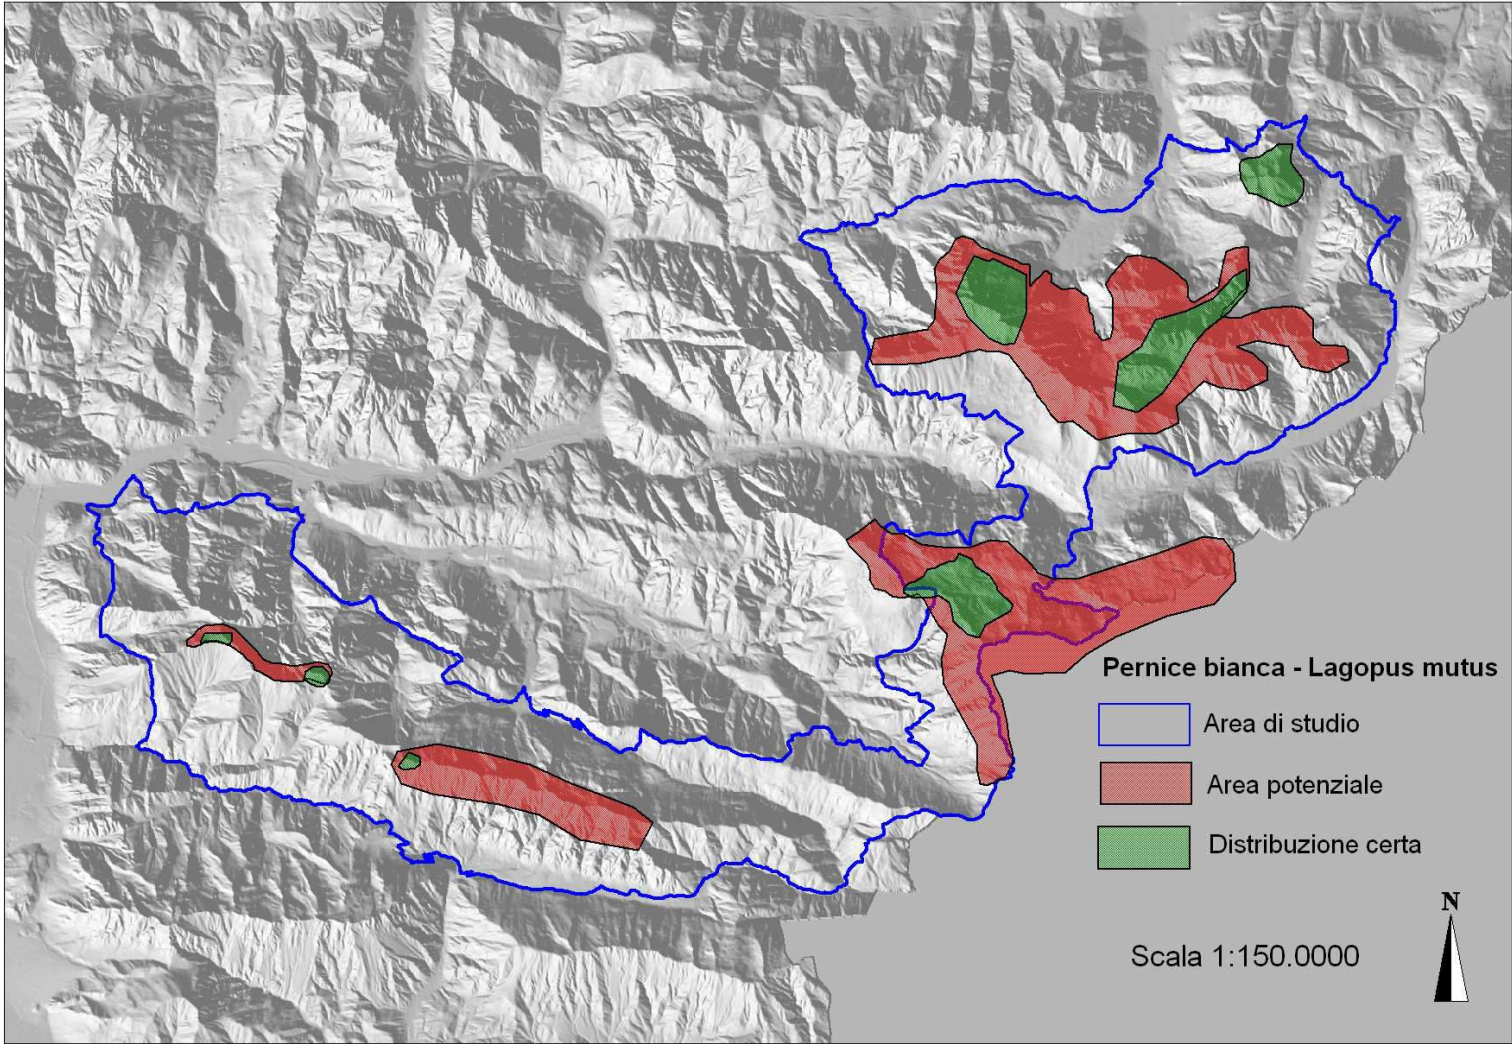 Pernice bianca - Lagopus mutus
Area di studio
Area potenziale
Distribuzione certa
N
Scala 1:150.0000